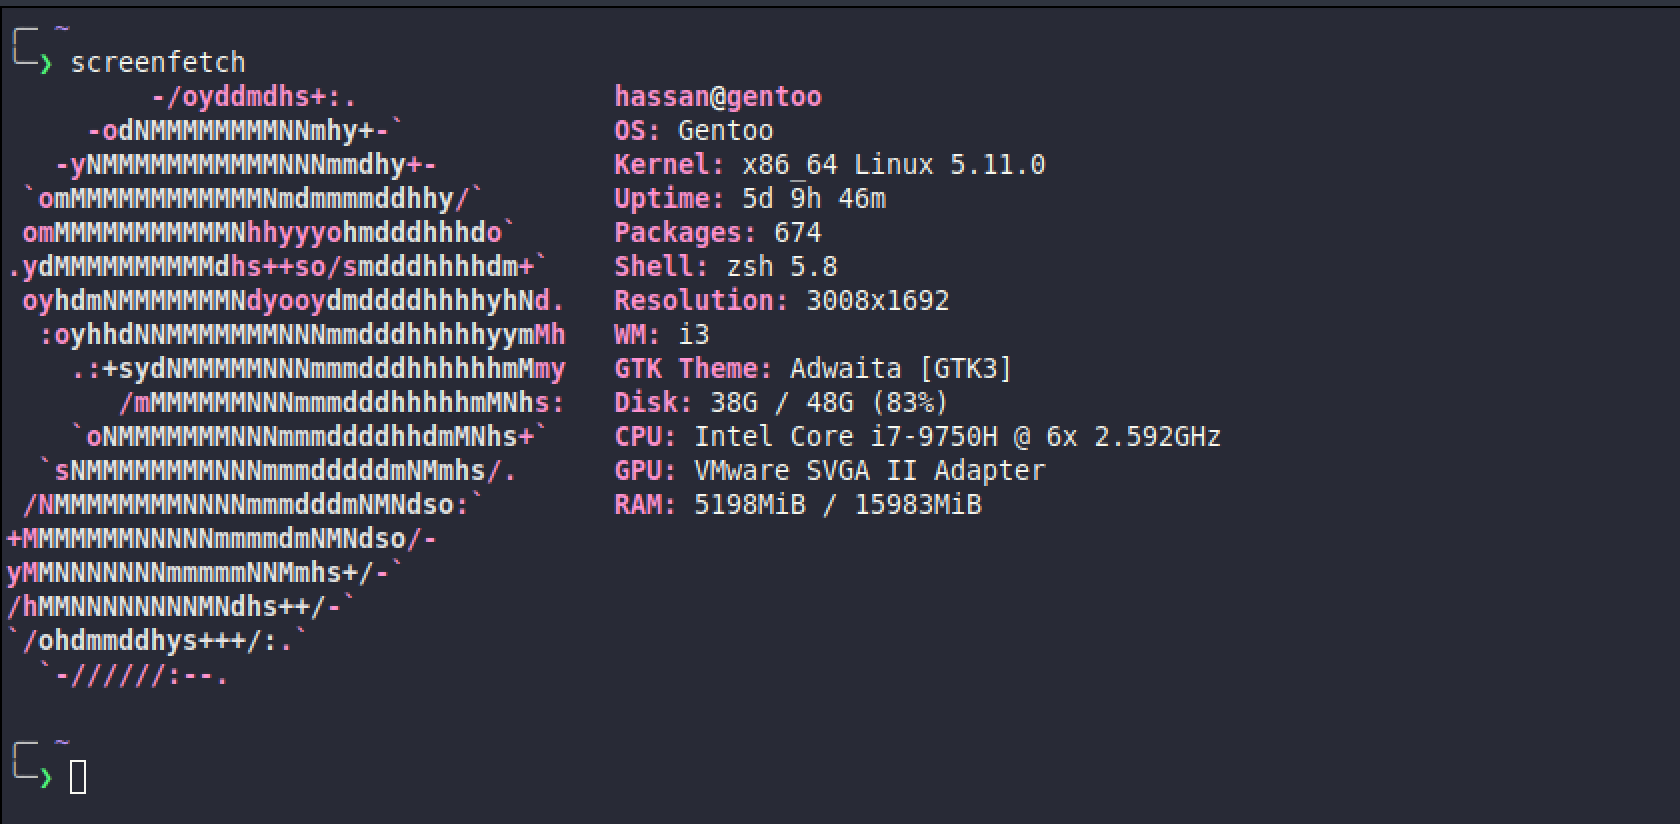 ╭─ ~
╰─❯ screenfetch
         -/oyddmdhs+:.                hassan@gentoo
     -odNMMMMMMMMNNmhy+-`             OS: Gentoo
   -yNMMMMMMMMMMMNNNmmdhy+-           Kernel: x86_64 Linux 5.11.0
 `omMMMMMMMMMMMMNmdmmmmddhhy/`        Uptime: 5d 9h 46m
 omMMMMMMMMMMMNhhyyyohmdddhhhdo`      Packages: 674
.ydMMMMMMMMMMdhs++so/smdddhhhhdm+`    Shell: zsh 5.8
 oyhdmNMMMMMMMNdyooydmddddhhhhyhNd.   Resolution: 3008x1692
  :oyhhdNNMMMMMMMNNNmmdddhhhhhyymMh   WM: i3
    .:+sydNMMMMMNNNmmmdddhhhhhhmMmy   GTK Theme: Adwaita [GTK3]
       /mMMMMMMNNNmmmdddhhhhhmMNhs:   Disk: 38G / 48G (83%)
    `oNMMMMMMMNNNmmmddddhhdmMNhs+`    CPU: Intel Core i7-9750H @ 6x 2.592GHz
  `sNMMMMMMMMNNNmmmdddddmNMmhs/.      GPU: VMware SVGA II Adapter
 /NMMMMMMMMNNNNmmmdddmNMNdso:`        RAM: 5198MiB / 15983MiB
+MMMMMMMNNNNNmmmmdmNMNdso/-
yMMNNNNNNNmmmmmNNMmhs+/-`
/hMMNNNNNNNNMNdhs++/-`
`/ohdmmddhys+++/:.`
  `-//////:--.
╭─ ~
╰─❯